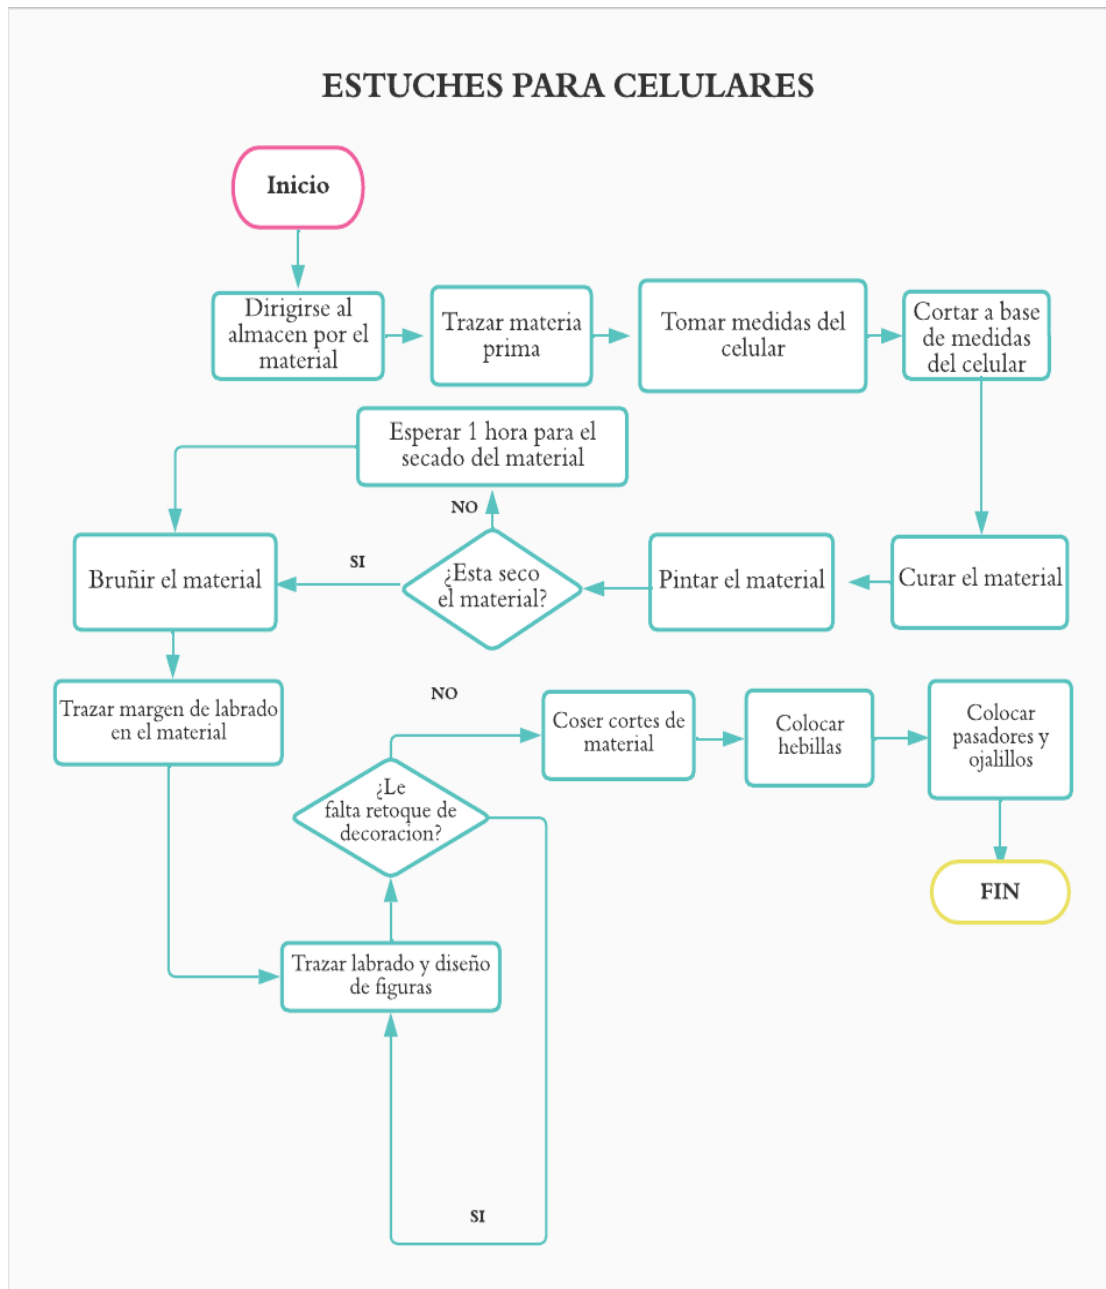 ESTUCHES PARA CELULARES
Inicio
Dirigirse al
almacen por el
material
Trazar materia
prima
Tomar medidas del
celular
Cortar a base
de medidas
del celular
Esperar 1 hora para el
secado del material
NO
SI
Bruñir el material
¿Esta seco
el material?
Pintar el material
Curar el material
Trazar margen de labrado
en el material
NO
Coser cortes de
material
Colocar
hebillas
Colocar
pasadores y
ojalillos
¿Le
falta retoque de
decoracion?
FIN
Trazar labrado y diseño
de figuras
SI